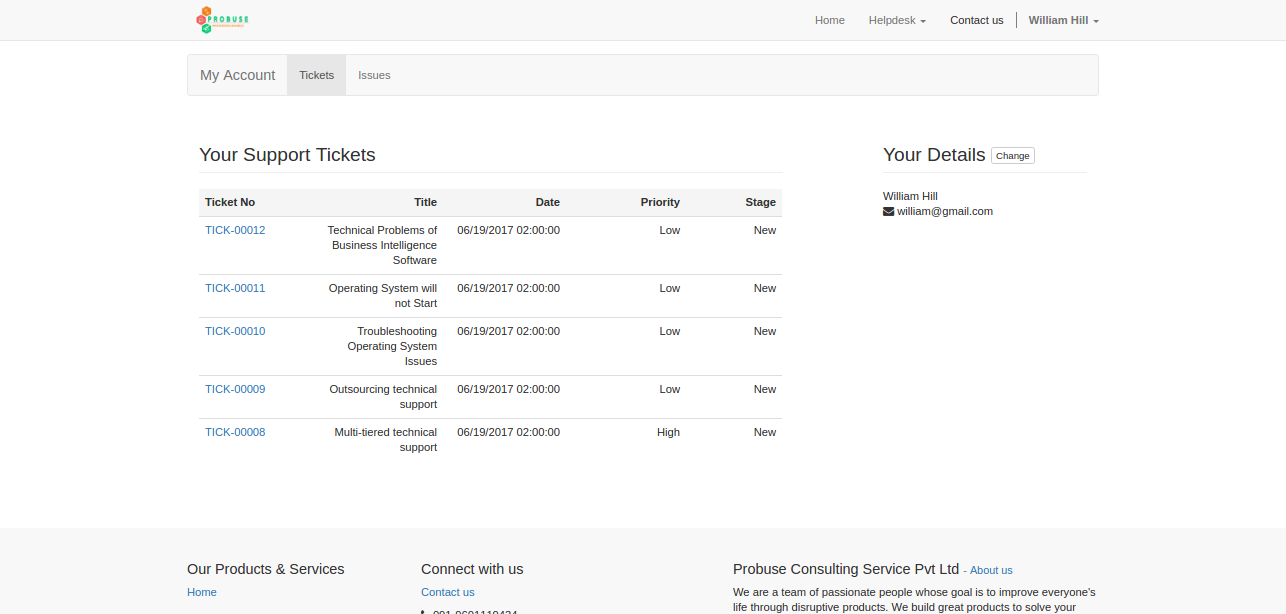 PROBUSE
Home Helpdesk Contact us William Hill
My Account Tickets Issues
Your Support Tickets
Ticket No Title Date Priority Stage
TICK-00012 Technical Problems of Business Intelligence Software 06/19/2017 02:00:00 Low New
TICK-00011 Operating System will not Start 06/19/2017 02:00:00 Low New
TICK-00010 Troubleshooting Operating System Issues 06/19/2017 02:00:00 Low New
TICK-00009 Outsourcing technical support 06/19/2017 02:00:00 Low New
TICK-00008 Multi-tiered technical support 06/19/2017 02:00:00 High New
Your Details Change
William Hill
william@gmail.com
Our Products & Services
Home
Connect with us
Contact us
Probuse Consulting Service Pvt Ltd - About us
We are a team of passionate people whose goal is to improve everyone's
life through disruptive products. We build great products to solve your